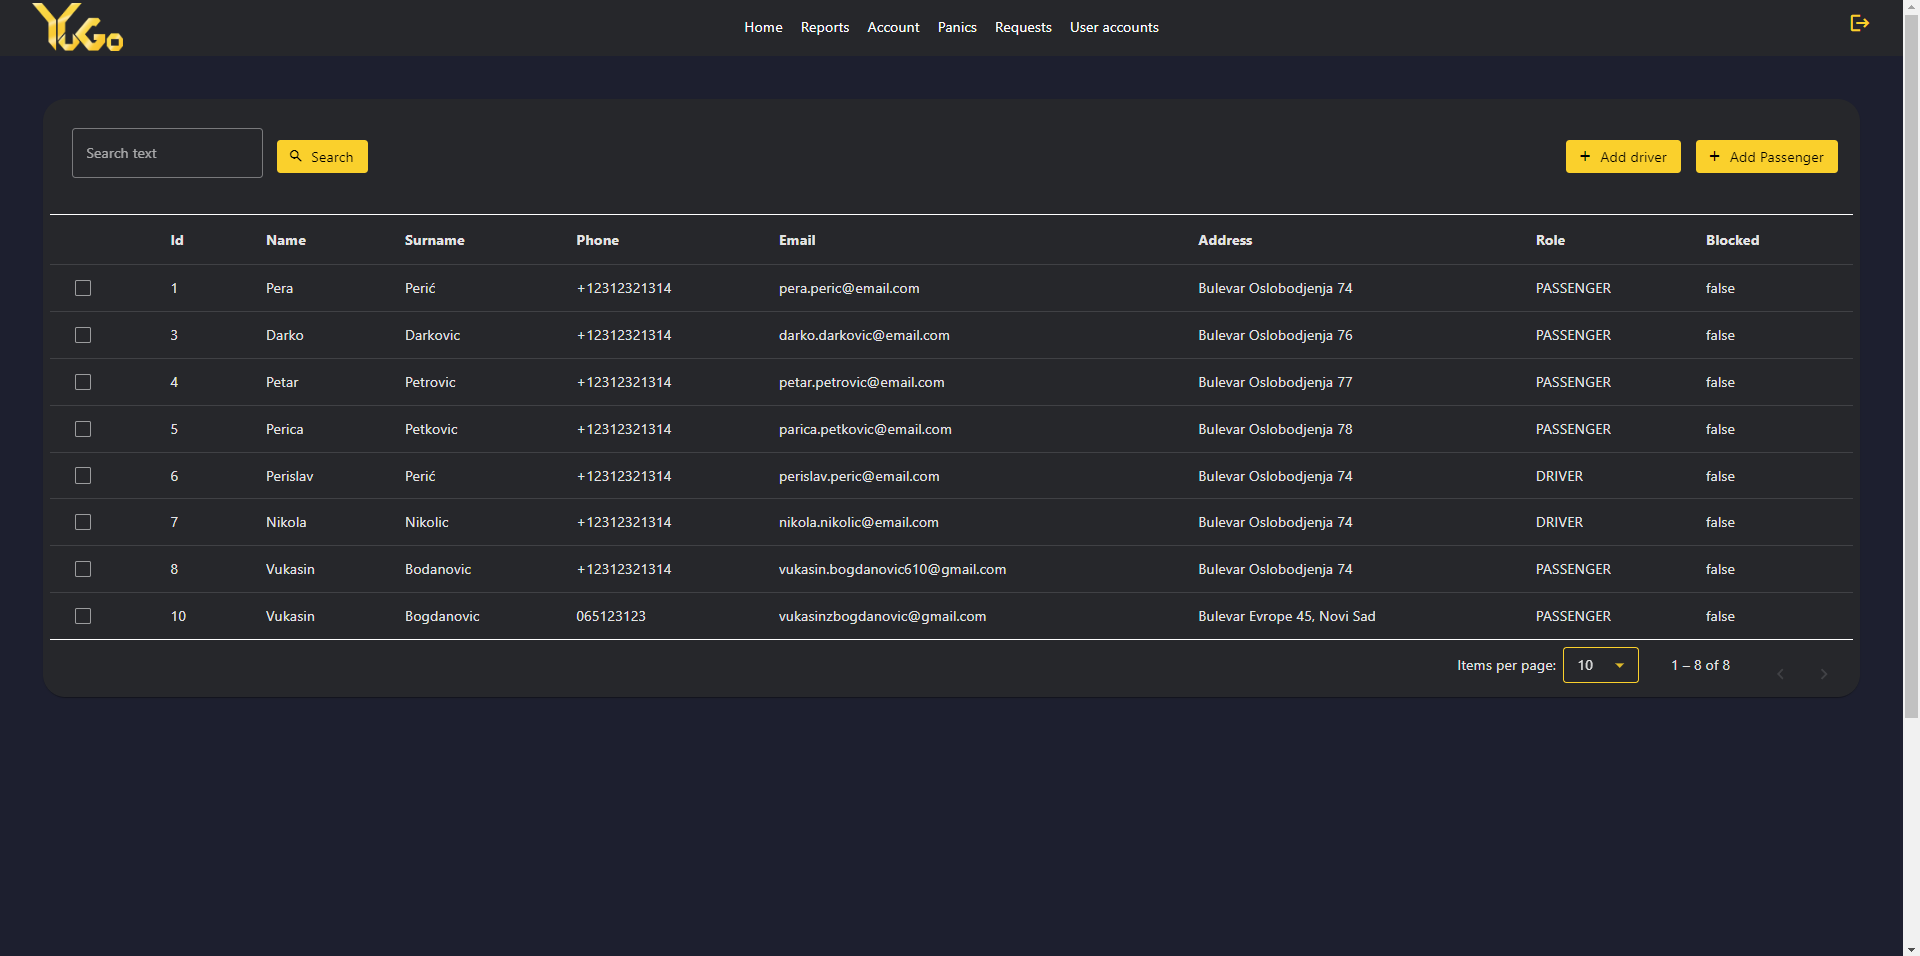 YuGo Home Reports Account Panics Requests User accounts
Search text Search Add driver Add Passenger
Id Name Surname Phone Email Address Role Blocked
1 Pera Perić +12312321314 pera.peric@email.com Bulevar Oslobodjenja 74 PASSENGER false
3 Darko Darkovic +12312321314 darko.darkovic@email.com Bulevar Oslobodjenja 76 PASSENGER false
4 Petar Petrovic +12312321314 petar.petrovic@email.com Bulevar Oslobodjenja 77 PASSENGER false
5 Perica Petkovic +12312321314 parica.petkovic@email.com Bulevar Oslobodjenja 78 PASSENGER false
6 Perislav Perić +12312321314 perislav.peric@email.com Bulevar Oslobodjenja 74 DRIVER false
7 Nikola Nikolic +12312321314 nikola.nikolic@email.com Bulevar Oslobodjenja 74 DRIVER false
8 Vukasin Bodanovic +12312321314 vukasin.bogdanovic610@gmail.com Bulevar Oslobodjenja 74 PASSENGER false
10 Vukasin Bogdanovic 065123123 vukasinzbogdanovic@gmail.com Bulevar Evrope 45, Novi Sad PASSENGER false
Items per page: 10 1 – 8 of 8